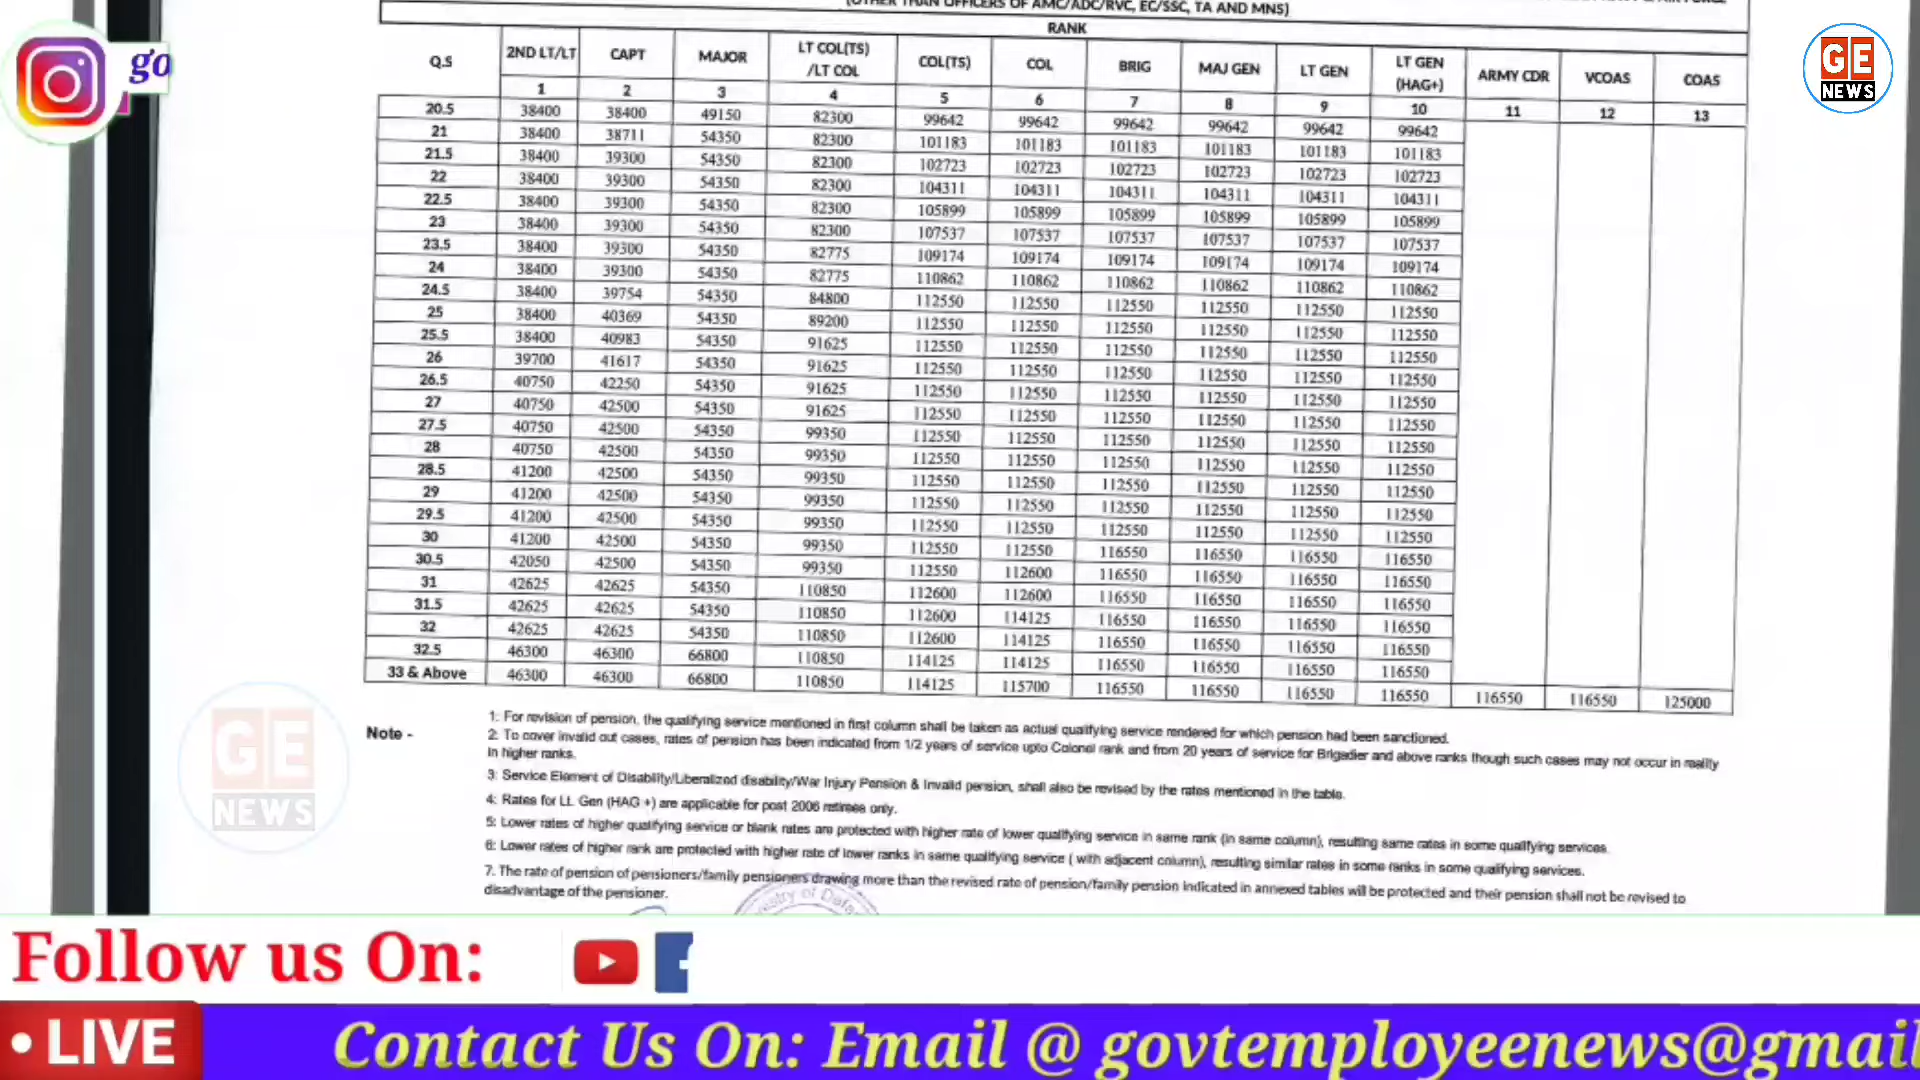 (OTHER THAN OFFICERS OF AMC/ADC/RVC, EC/SSC, TA AND MNS)
RANK
Q.S 2ND LT/LT CAPT MAJOR LT COL(TS) /LT COL COL(TS) COL BRIG MAJ GEN LT GEN LT GEN (HAG+) ARMY CDR VCOAS COAS
1 2 3 4 5 6 7 8 9 10 11 12 13
20.5 38400 38400 49150 82300 99642 99642 99642 99642 99642 99642
21 38400 38711 54350 82300 101183 101183 101183 101183 101183 101183
21.5 38400 39300 54350 82300 102723 102723 102723 102723 102723 102723
22 38400 39300 54350 82300 104311 104311 104311 104311 104311 104311
22.5 38400 39300 54350 82300 105899 105899 105899 105899 105899 105899
23 38400 39300 54350 82300 107537 107537 107537 107537 107537 107537
23.5 38400 39300 54350 82775 109174 109174 109174 109174 109174 109174
24 38400 39300 54350 82775 110862 110862 110862 110862 110862 110862
24.5 38400 39754 54350 84800 112550 112550 112550 112550 112550 112550
25 38400 40369 54350 89200 112550 112550 112550 112550 112550 112550
25.5 38400 40983 54350 91625 112550 112550 112550 112550 112550 112550
26 39700 41617 54350 91625 112550 112550 112550 112550 112550 112550
26.5 40750 42250 54350 91625 112550 112550 112550 112550 112550 112550
27 40750 42500 54350 91625 112550 112550 112550 112550 112550 112550
27.5 40750 42500 54350 99350 112550 112550 112550 112550 112550 112550
28 40750 42500 54350 99350 112550 112550 112550 112550 112550 112550
28.5 41200 42500 54350 99350 112550 112550 112550 112550 112550 112550
29 41200 42500 54350 99350 112550 112550 112550 112550 112550 112550
29.5 41200 42500 54350 99350 112550 112550 112550 112550 112550 112550
30 41200 42500 54350 99350 112550 112550 116550 116550 116550 116550
30.5 42050 42500 54350 99350 112550 112600 116550 116550 116550 116550
31 42625 42625 54350 110850 112600 112600 116550 116550 116550 116550
31.5 42625 42625 54350 110850 112600 114125 116550 116550 116550 116550
32 42625 42625 54350 110850 112600 114125 116550 116550 116550 116550
32.5 46300 46300 66800 110850 114125 114125 116550 116550 116550 116550
33 & Above 46300 46300 66800 110850 114125 115700 116550 116550 116550 116550 116550 116550 125000
Note - 1: For revision of pension, the qualifying service mentioned in first column shall be taken as actual qualifying service rendered for which pension had been sanctioned.
2: To cover invalid out cases, rates of pension has been indicated from 1/2 years of service upto Colonel rank and from 20 years of service for Brigadier and above ranks though such cases may not occur in reality
in higher ranks.
3: Service Element of Disability/Liberalized disability/War Injury Pension & Invalid pension, shall also be revised by the rates mentioned in the table.
4: Rates for Lt. Gen (HAG +) are applicable for post 2006 retirees only.
5: Lower rates of higher qualifying service or blank rates are protected with higher rate of lower qualifying service in same rank (in same column), resulting same rates in some qualifying services.
6: Lower rates of higher rank are protected with higher rate of lower ranks in same qualifying service ( with adjacent column), resulting similar rates in some ranks in some qualifying services.
7. The rate of pension of pensioners/family pensioners drawing more than the revised rate of pension/family pension indicated in annexed tables will be protected and their pension shall not be revised to
disadvantage of the pensioner.
go
GE
NEWS
GE
NEWS
Follow us On:
• LIVE
Contact Us On: Email @ govtemployeenews@gmail